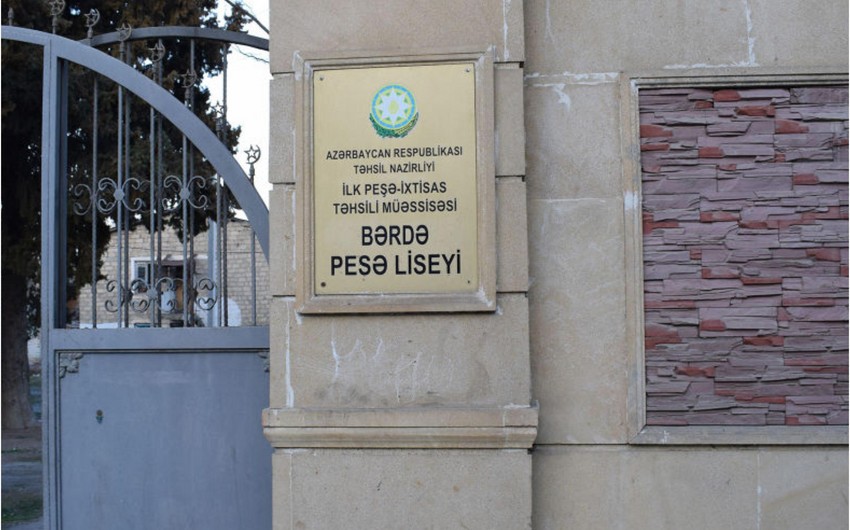 AZƏRBAYCAN RESPUBLİKASI
TƏHSİL NAZİRLİYİ
İLK PEŞƏ-İXTİSAS
TƏHSİLİ MÜƏSSİSƏSİ
BƏRDƏ
PEŞƏ LİSEYİ